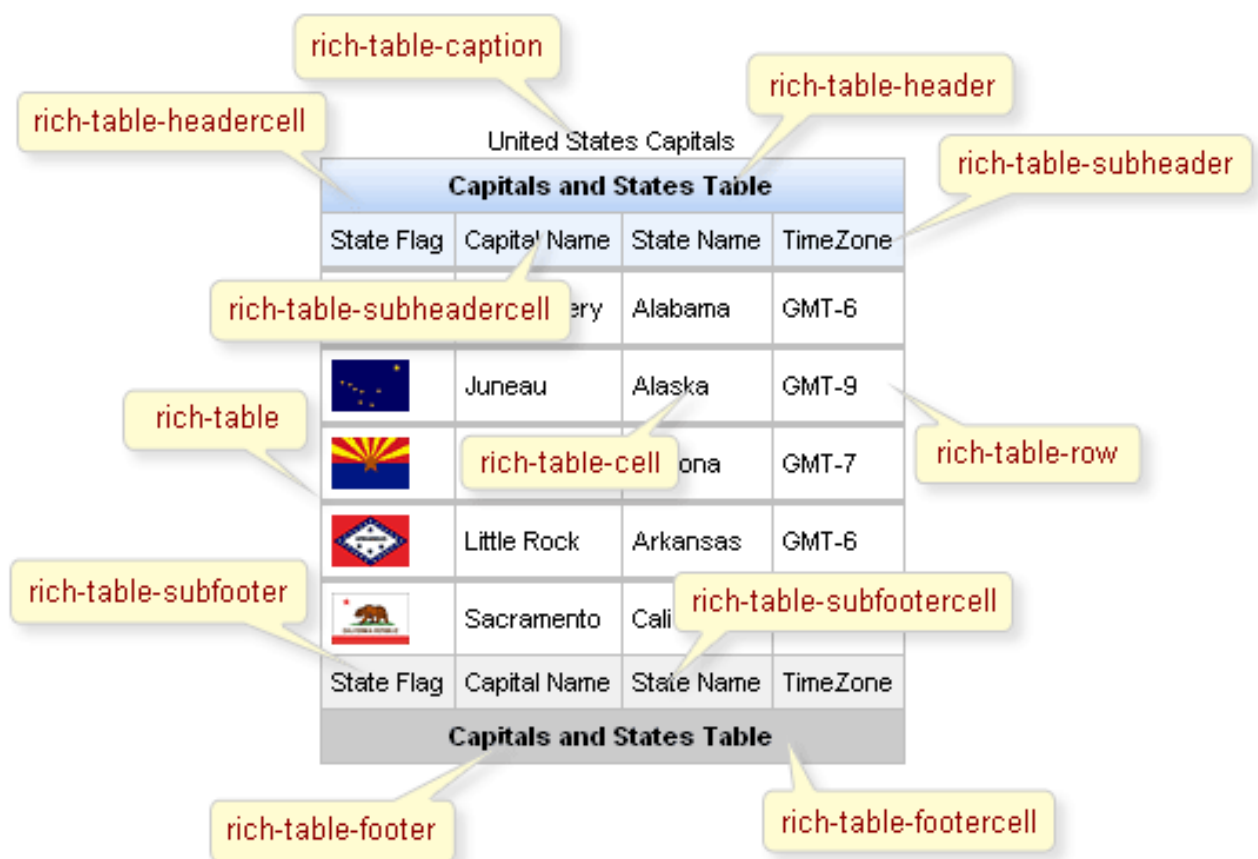 rich-table-caption
rich-table-header
rich-table-headercell
United States Capitals
rich-table-subheader
Capitals and States Table
State Flag Capital Name State Name TimeZone
rich-table-subheadercell
ery Alabama GMT-6
Juneau Alaska GMT-9
rich-table
rich-table-cell
ona GMT-7
rich-table-row
Little Rock Arkansas GMT-6
rich-table-subfooter
rich-table-subfootercell
Sacramento Cali
State Flag Capital Name State Name TimeZone
Capitals and States Table
rich-table-footer
rich-table-footercell